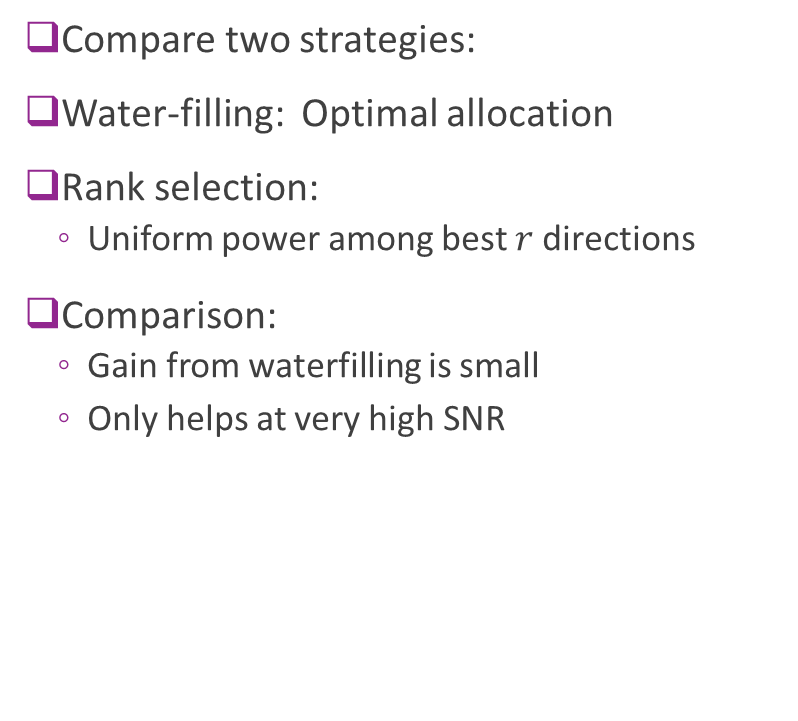 ❑Compare two strategies:
❑Water-filling: Optimal allocation
❑Rank selection:
◦ Uniform power among best r directions
❑Comparison:
◦ Gain from waterfilling is small
◦ Only helps at very high SNR